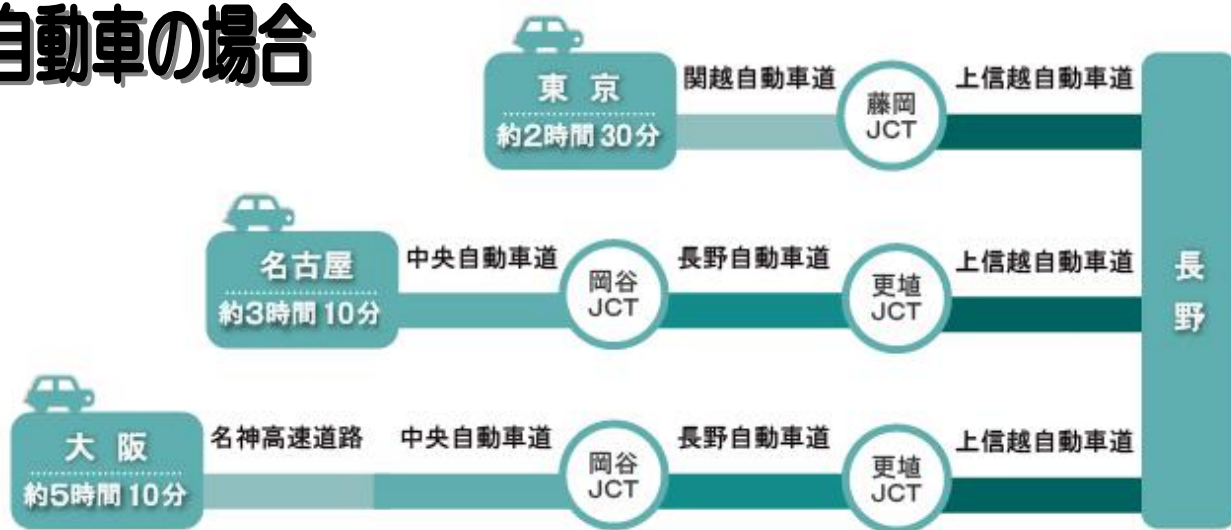 自動車の場合
東京
約2時間30分
関越自動車道
藤岡
JCT
上信越自動車道
名古屋
約3時間10分
中央自動車道
岡谷
JCT
長野自動車道
更埴
JCT
上信越自動車道
大阪
約5時間10分
名神高速道路
中央自動車道
岡谷
JCT
長野自動車道
更埴
JCT
上信越自動車道
長野